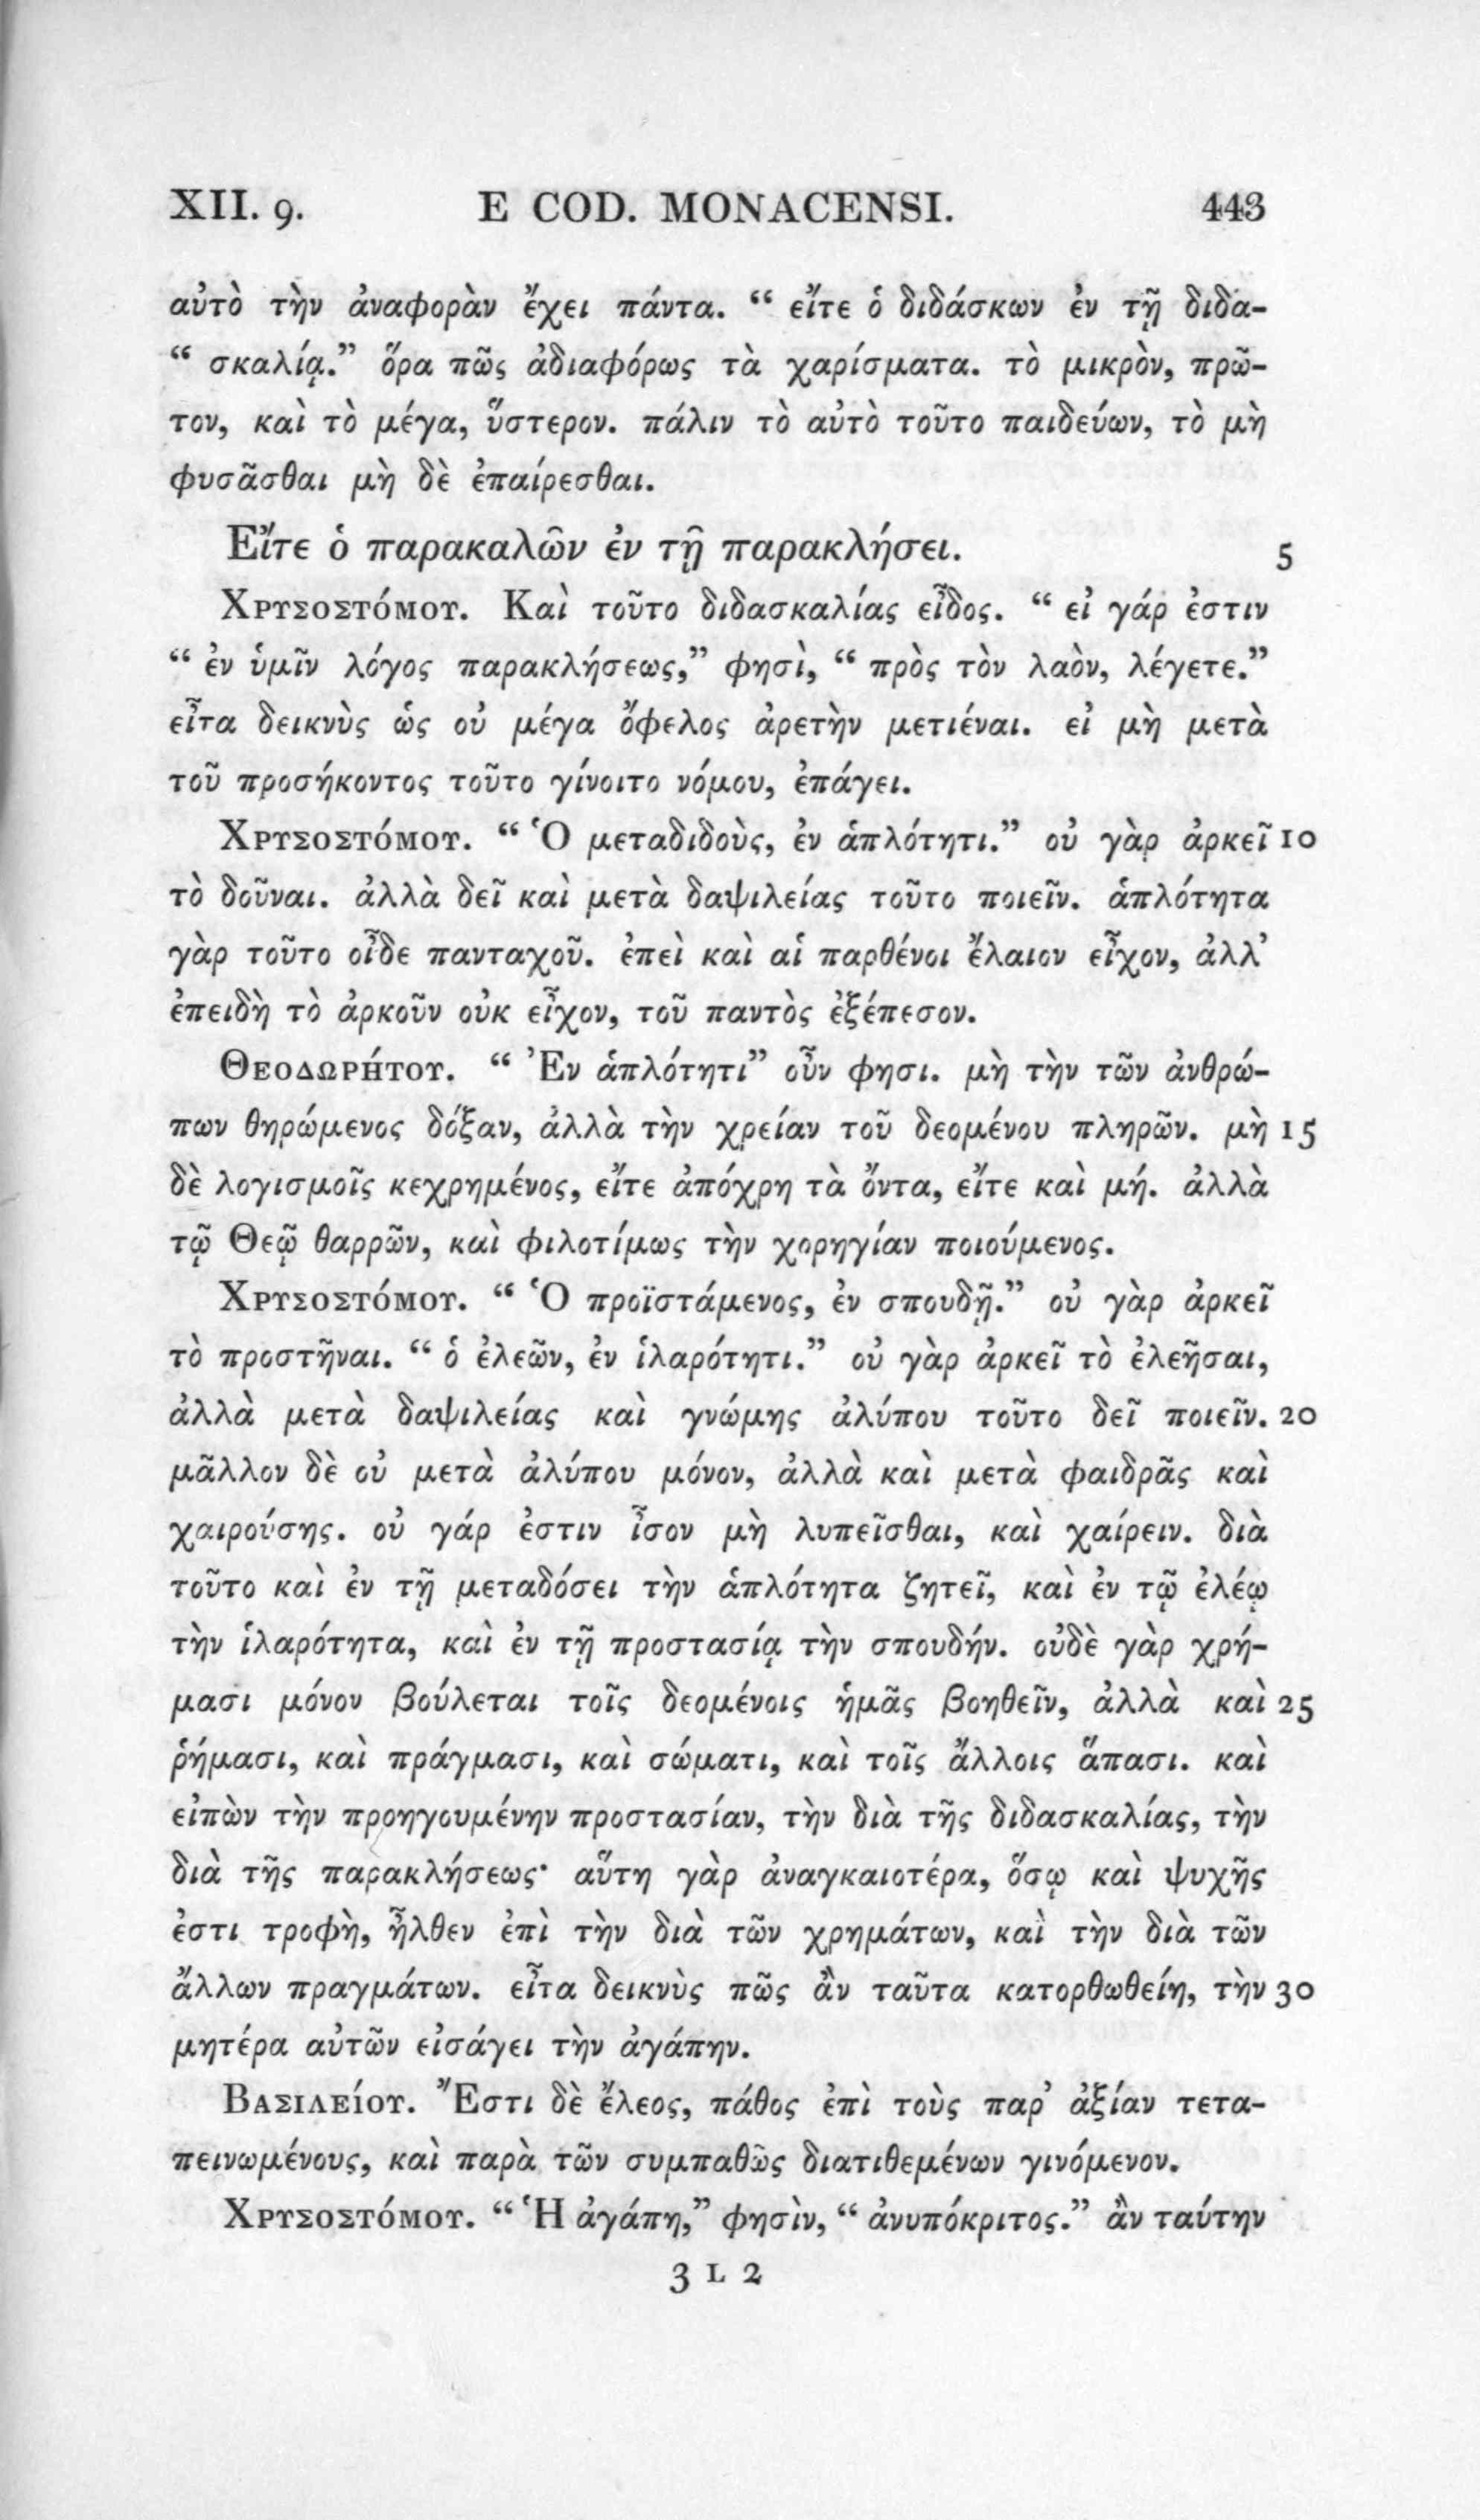 XII. 9. E COD. MONACENSI. 443
αὐτὸ τὴν ἀναφορὰν ἔχει πάντα. “ εἴτε ὁ διδάσκων ἐν τῇ διδα-
“ σκαλίᾳ.” ὅρα πῶς ἀδιαφόρως τὰ χαρίσματα. τὸ μικρὸν, πρῶ-
τον, καὶ τὸ μέγα, ὕστερον. πάλιν τὸ αὐτὸ τοῦτο παιδεύων, τὸ μὴ
φυσᾶσθαι μὴ δὲ ἐπαίρεσθαι.
Εἴτε ὁ παρακαλῶν ἐν τῇ παρακλήσει. 5
Χρυσοστόμου. Καὶ τοῦτο διδασκαλίας εἶδος. “ εἰ γάρ ἐστιν
“ ἐν ὑμῖν λόγος παρακλήσεως,” φησὶ, “ πρὸς τὸν λαὸν, λέγετε.”
εἶτα δεικνὺς ὡς οὐ μέγα ὄφελος ἀρετὴν μετιέναι. εἰ μὴ μετὰ
τοῦ προσήκοντος τοῦτο γίνοιτο νόμου, ἐπάγει.
Χρυσοστόμου. “ Ὁ μεταδιδοὺς, ἐν ἁπλότητι.” οὐ γὰρ ἀρκεῖ 10
τὸ δοῦναι. ἀλλὰ δεῖ καὶ μετὰ δαψιλείας τοῦτο ποιεῖν. ἁπλότητα
γὰρ τοῦτο οἶδε πανταχοῦ. ἐπεὶ καὶ αἱ παρθένοι ἔλαιον εἶχον, ἀλλ’
ἐπειδὴ τὸ ἀρκοῦν οὐκ εἶχον, τοῦ παντὸς ἐξέπεσον.
Θεοδωρήτου. “ Ἐν ἁπλότητι” οὖν φησι. μὴ τὴν τῶν ἀνθρώ-
πων θηρώμενος δόξαν, ἀλλὰ τὴν χρείαν τοῦ δεομένου πληρῶν. μὴ 15
δὲ λογισμοῖς κεχρημένος, εἴτε ἀπόχρη τὰ ὄντα, εἴτε καὶ μή. ἀλλὰ
τῷ Θεῷ θαρρῶν, καὶ φιλοτίμως τὴν χορηγίαν ποιούμενος.
Χρυσοστόμου. “ Ὁ προϊστάμενος, ἐν σπουδῇ.” οὐ γὰρ ἀρκεῖ
τὸ προστῆναι. “ ὁ ἐλεῶν, ἐν ἱλαρότητι.” οὐ γὰρ ἀρκεῖ τὸ ἐλεῆσαι,
ἀλλὰ μετὰ δαψιλείας καὶ γνώμης ἀλύπου τοῦτο δεῖ ποιεῖν. 20
μᾶλλον δὲ οὐ μετὰ ἀλύπου μόνον, ἀλλὰ καὶ μετὰ φαιδρᾶς καὶ
χαιρούσης. οὐ γάρ ἐστιν ἶσον μὴ λυπεῖσθαι, καὶ χαίρειν. διὰ
τοῦτο καὶ ἐν τῇ μεταδόσει τὴν ἁπλότητα ζητεῖ, καὶ ἐν τῷ ἐλέῳ
τὴν ἱλαρότητα, καὶ ἐν τῇ προστασίᾳ τὴν σπουδήν. οὐδὲ γὰρ χρή-
μασι μόνον βούλεται τοῖς δεομένοις ἡμᾶς βοηθεῖν, ἀλλὰ καὶ 25
ῥήμασι, καὶ πράγμασι, καὶ σώματι, καὶ τοῖς ἄλλοις ἅπασι. καὶ
εἰπὼν τὴν προηγουμένην προστασίαν, τὴν διὰ τῆς διδασκαλίας, τὴν
διὰ τῆς παρακλήσεως· αὕτη γὰρ ἀναγκαιοτέρα, ὅσῳ καὶ ψυχῆς
ἐστι τροφὴ, ἦλθεν ἐπὶ τὴν διὰ τῶν χρημάτων, καὶ τὴν διὰ τῶν
ἄλλων πραγμάτων. εἶτα δεικνὺς πῶς ἂν ταῦτα κατορθωθείη, τὴν 30
μητέρα αὐτῶν εἰσάγει τὴν ἀγάπην.
Βασιλείου. Ἔστι δὲ ἔλεος, πάθος ἐπὶ τοὺς παρ’ ἀξίαν τετα-
πεινωμένους, καὶ παρὰ τῶν συμπαθῶς διατιθεμένων γινόμενον.
Χρυσοστόμου. “ Ἡ ἀγάπη,” φησὶν, “ ἀνυπόκριτος.” ἂν ταύτην
3 L 2